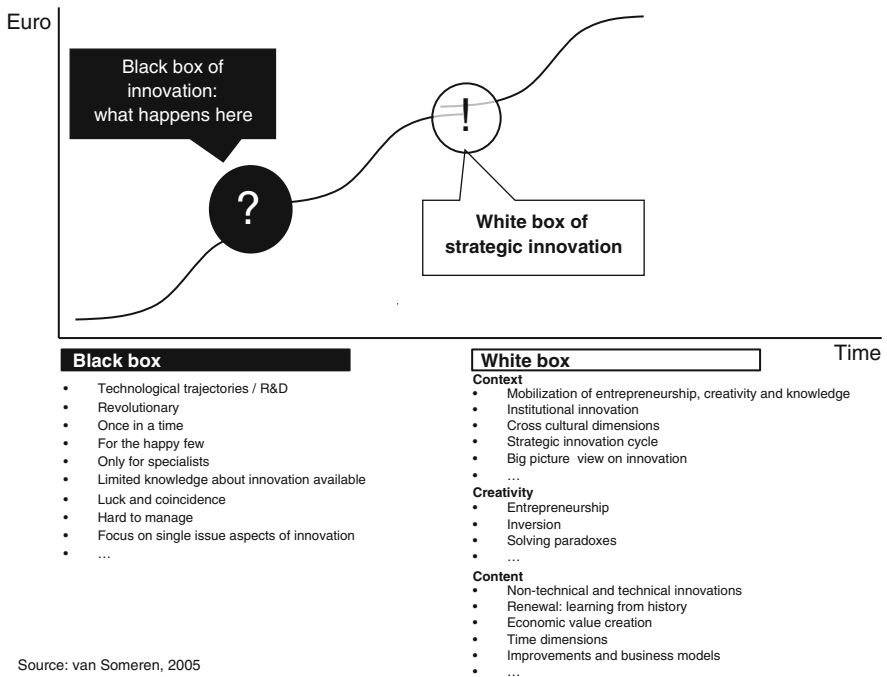 Euro
Black box of
innovation:
what happens here
?
!
White box of
strategic innovation
Time
Black box
• Technological trajectories / R&D
• Revolutionary
• Once in a time
• For the happy few
• Only for specialists
• Limited knowledge about innovation available
• Luck and coincidence
• Hard to manage
• Focus on single issue aspects of innovation
• …
White box
Context
• Mobilization of entrepreneurship, creativity and knowledge
• Institutional innovation
• Cross cultural dimensions
• Strategic innovation cycle
• Big picture view on innovation
• …
Creativity
• Entrepreneurship
• Inversion
• Solving paradoxes
• …
Content
• Non-technical and technical innovations
• Renewal: learning from history
• Economic value creation
• Time dimensions
• Improvements and business models
• …
Source: van Someren, 2005